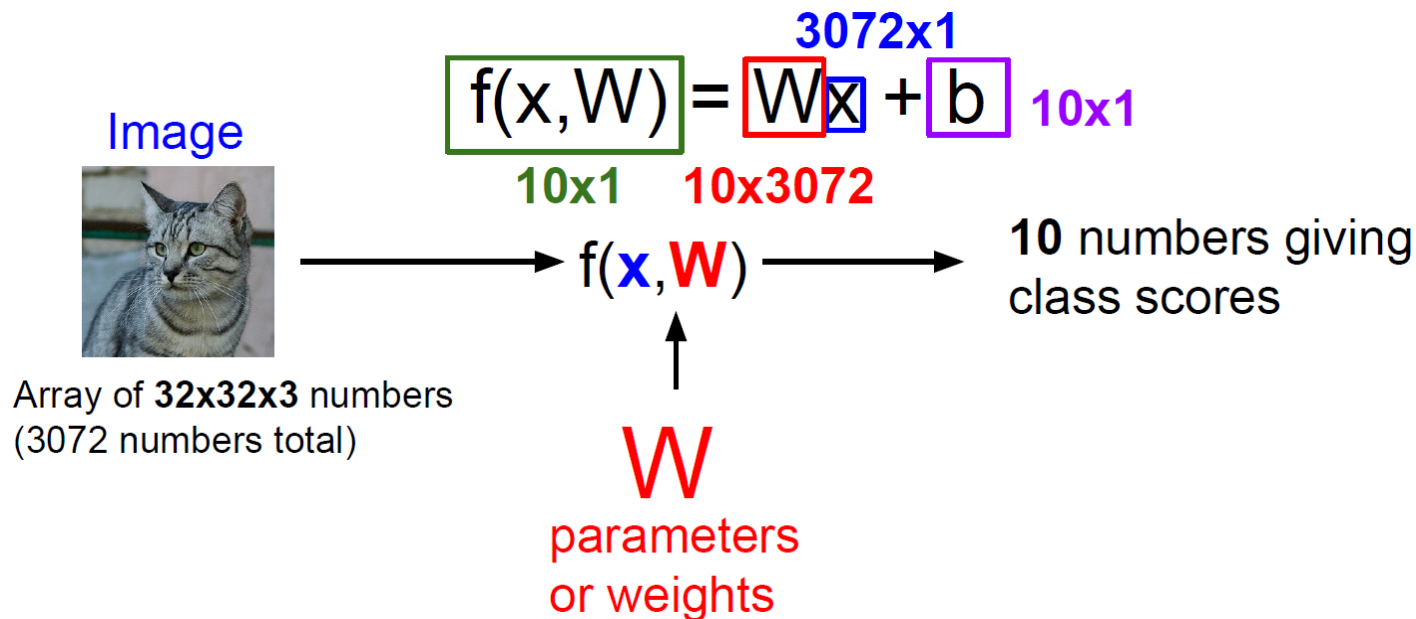 3072x1
f(x,W) = Wx + b
10x1
Image
10x1
10x3072
f(x,W)
10 numbers giving
class scores
Array of 32x32x3 numbers
(3072 numbers total)
W
parameters
or weights